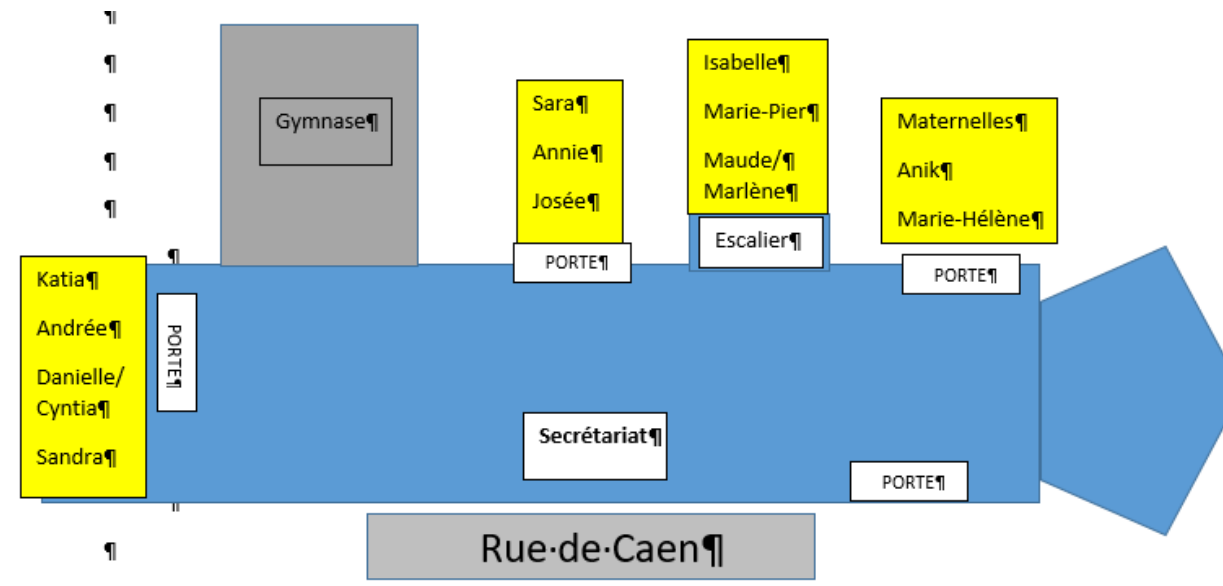 ¶
¶
¶
¶
¶
¶
¶
¶
Gymnase¶
Sara¶
Annie¶
Josée¶
PORTE¶
Isabelle¶
Marie-Pier¶
Maude/¶
Marlène¶
Escalier¶
Maternelles¶
Anik¶
Marie-Hélène¶
PORTE¶
Katia¶
Andrée¶
Danielle/
Cyntia¶
Sandra¶
PORTE¶
Secrétariat¶
PORTE¶
Rue·de·Caen¶